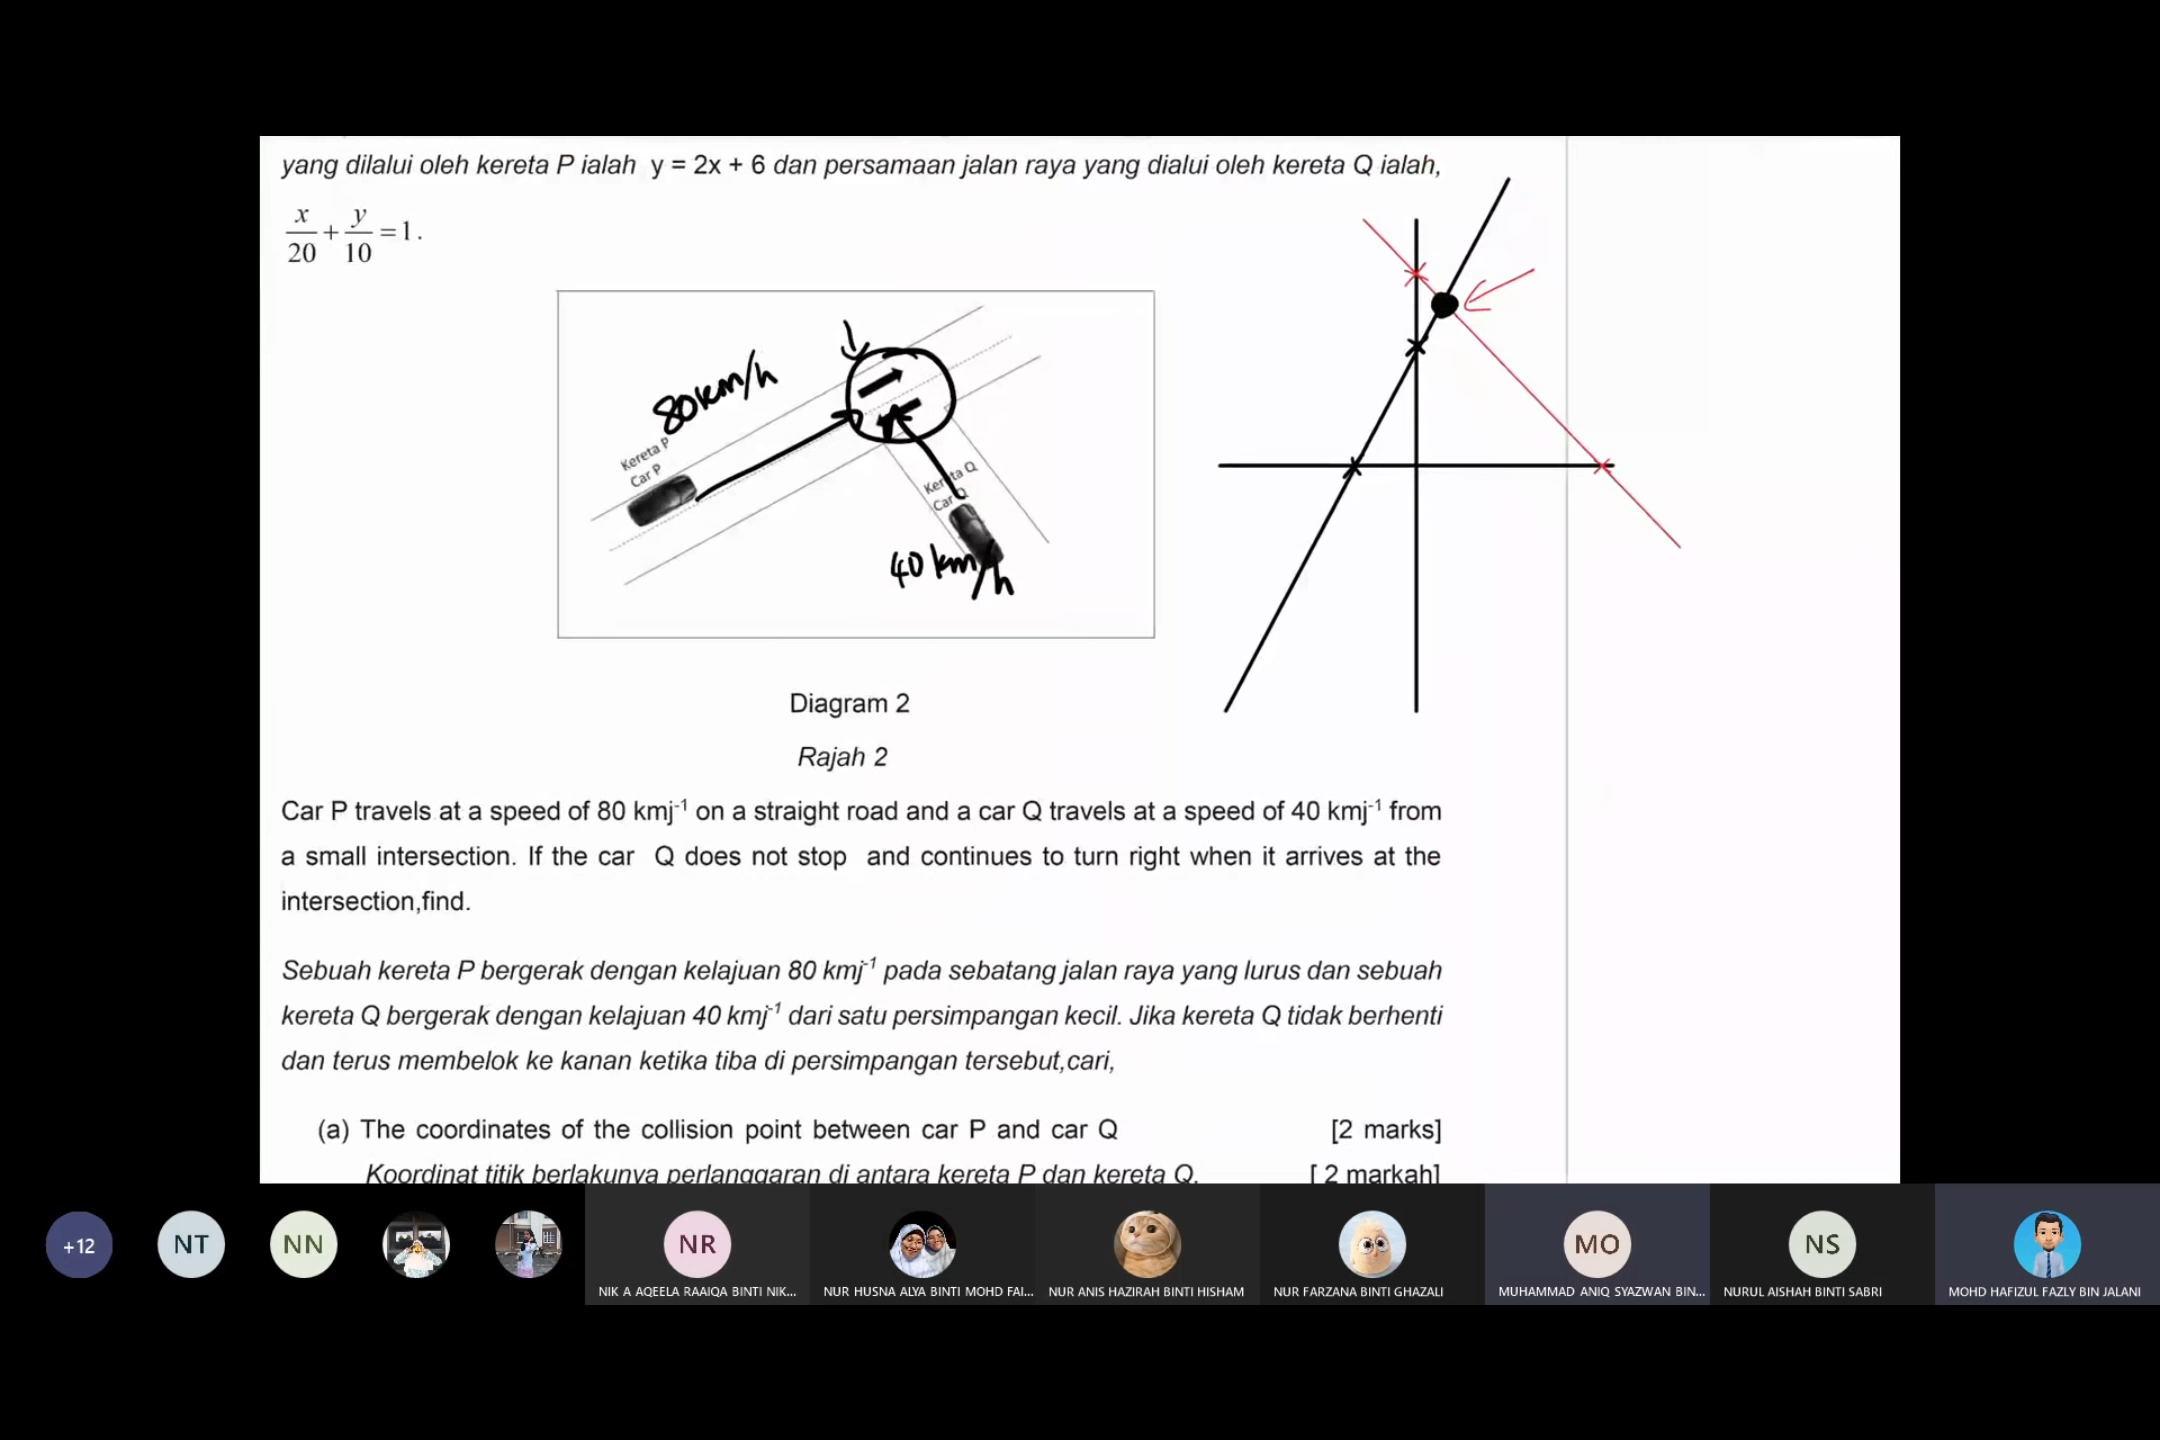 yang dilalui oleh kereta P ialah y = 2x + 6 dan persamaan jalan raya yang dialui oleh kereta Q ialah,
x/20 + y/10 = 1.
80km/h
Kereta P
Car P
Kereta Q
Car Q
40 km/h
Diagram 2
Rajah 2
Car P travels at a speed of 80 kmj⁻¹ on a straight road and a car Q travels at a speed of 40 kmj⁻¹ from
a small intersection. If the car Q does not stop and continues to turn right when it arrives at the
intersection,find.
Sebuah kereta P bergerak dengan kelajuan 80 kmj⁻¹ pada sebatang jalan raya yang lurus dan sebuah
kereta Q bergerak dengan kelajuan 40 kmj⁻¹ dari satu persimpangan kecil. Jika kereta Q tidak berhenti
dan terus membelok ke kanan ketika tiba di persimpangan tersebut,cari,
(a) The coordinates of the collision point between car P and car Q [2 marks]
Koordinat titik berlakunya perlanggaran di antara kereta P dan kereta Q. [ 2 markah]
+12
NT
NN
NR
MO
NS
NIK A AQEELA RAAIQA BINTI NIK...
NUR HUSNA ALYA BINTI MOHD FAI...
NUR ANIS HAZIRAH BINTI HISHAM
NUR FARZANA BINTI GHAZALI
MUHAMMAD ANIQ SYAZWAN BIN...
NURUL AISHAH BINTI SABRI
MOHD HAFIZUL FAZLY BIN JALANI